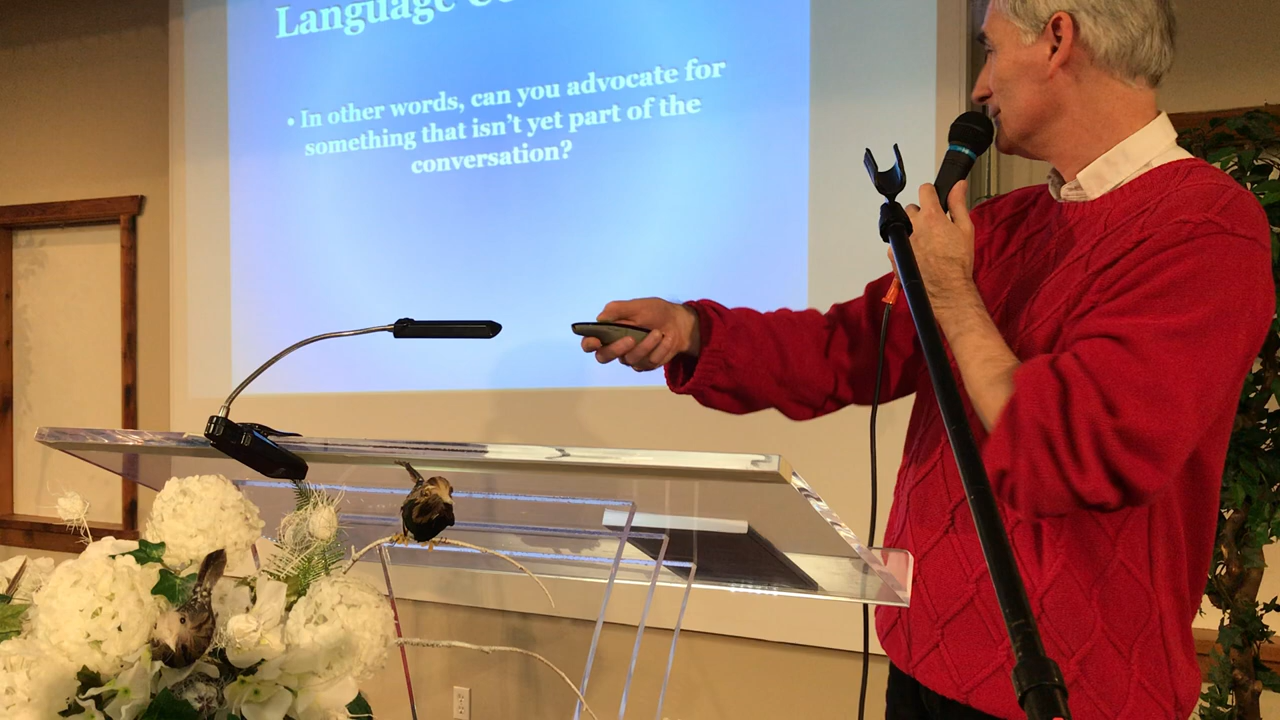 Language
• In other words, can you advocate for
something that isn't yet part of the
conversation?